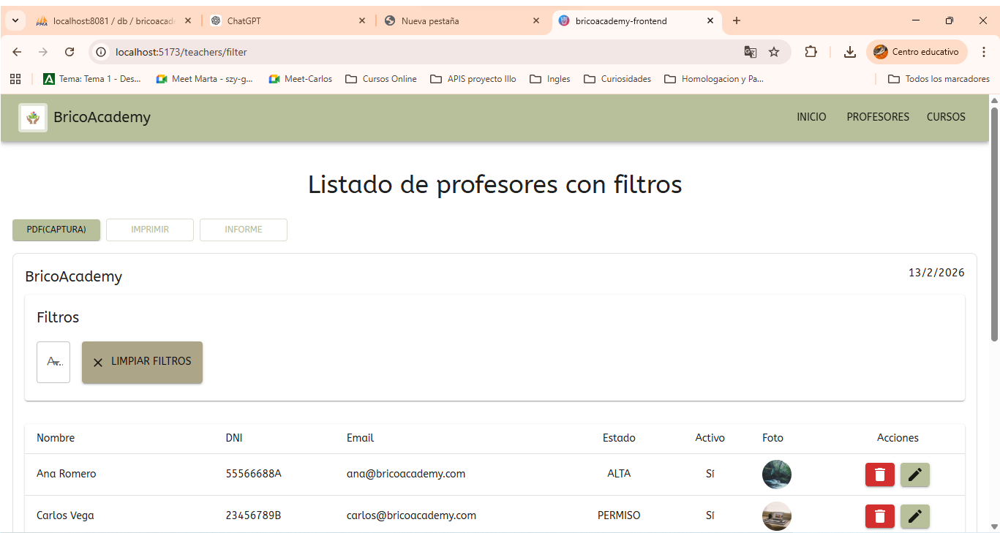 localhost:8081 / db / bricoacade
ChatGPT
Nueva pestaña
bricoacademy-frontend
localhost:5173/teachers/filter
Centro educativo
Tema: Tema 1 - Des...
Meet Marta - szy-g...
Meet-Carlos
Cursos Online
APIS proyecto Illo
Ingles
Curiosidades
Homologacion y Pa...
Todos los marcadores
BricoAcademy
INICIO
PROFESORES
CURSOS
Listado de profesores con filtros
PDF(CAPTURA)
IMPRIMIR
INFORME
BricoAcademy
13/2/2026
Filtros
A...
LIMPIAR FILTROS
Nombre DNI Email Estado Activo Foto Acciones
Ana Romero 55566688A ana@bricoacademy.com ALTA Sí
Carlos Vega 23456789B carlos@bricoacademy.com PERMISO Sí